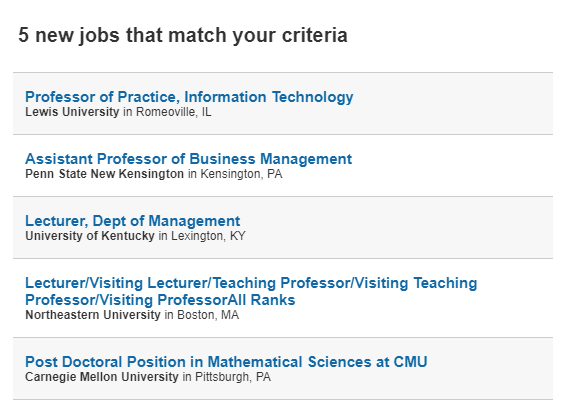 5 new jobs that match your criteria
Professor of Practice, Information Technology
Lewis University in Romeoville, IL
Assistant Professor of Business Management
Penn State New Kensington in Kensington, PA
Lecturer, Dept of Management
University of Kentucky in Lexington, KY
Lecturer/Visiting Lecturer/Teaching Professor/Visiting Teaching
Professor/Visiting ProfessorAll Ranks
Northeastern University in Boston, MA
Post Doctoral Position in Mathematical Sciences at CMU
Carnegie Mellon University in Pittsburgh, PA